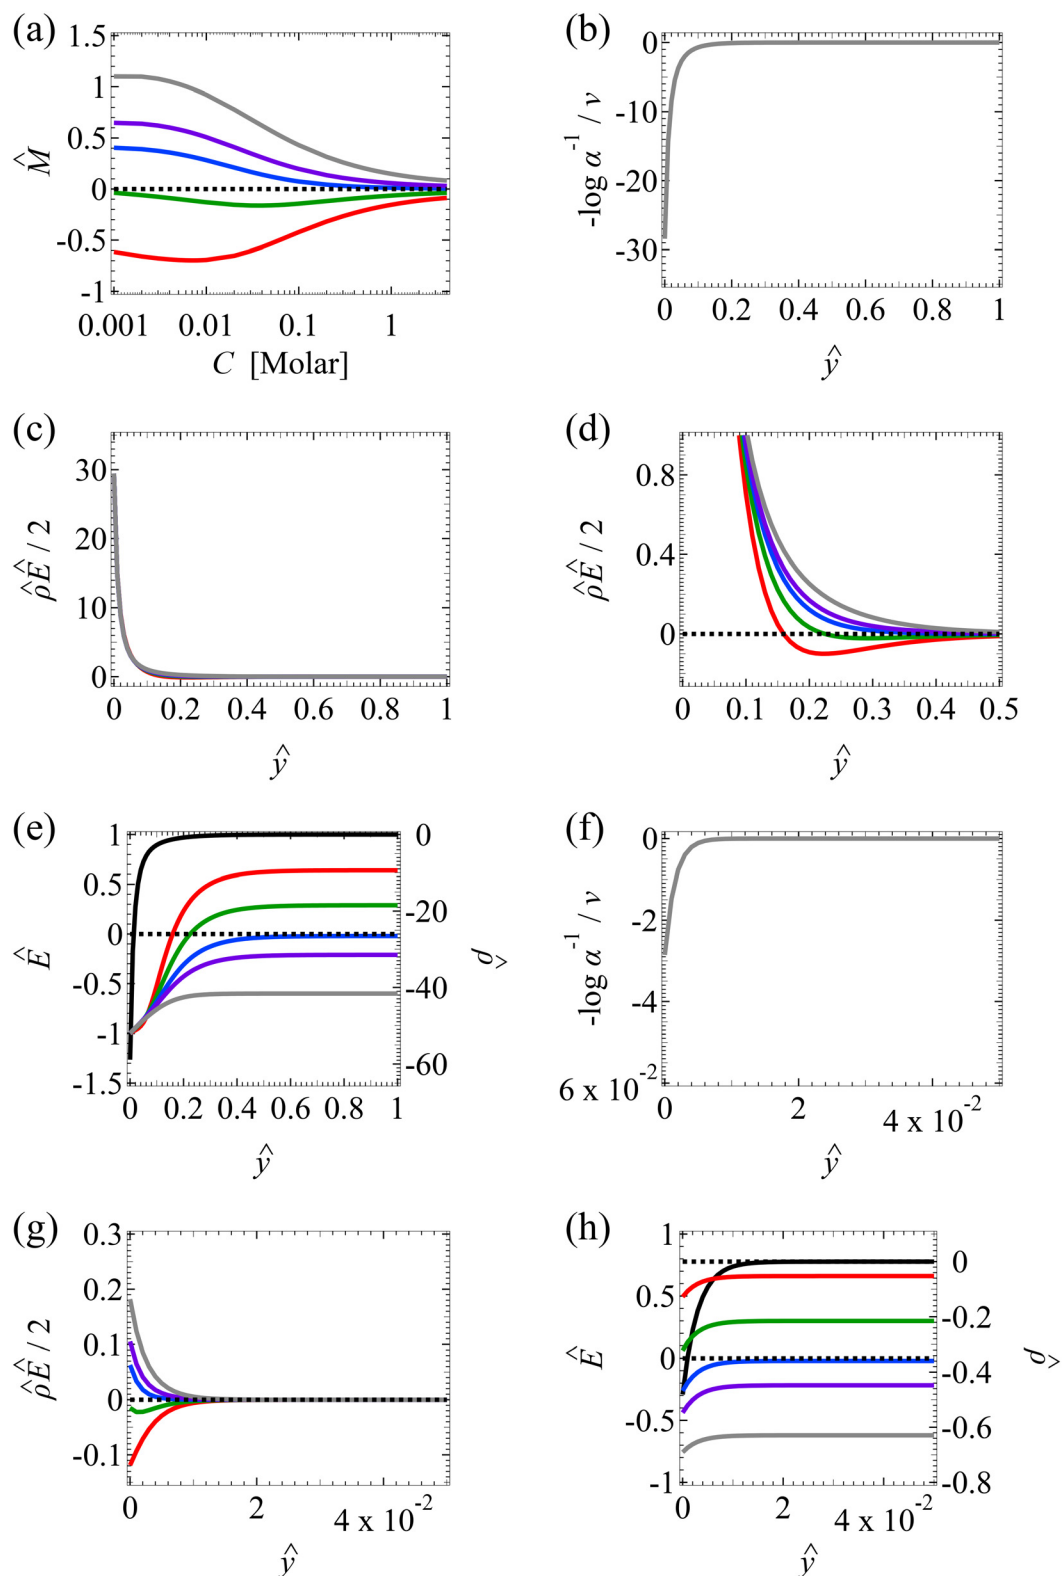 (a)
1.5
1
0.5
0
-0.5
-1
M̂
0.001 0.01 0.1 1
C [Molar]
(b)
0
-10
-20
-30
-log α⁻¹ / ν
0 0.2 0.4 0.6 0.8 1
ŷ
(c)
30
20
10
0
ρ̂Ê / 2
0 0.2 0.4 0.6 0.8 1
ŷ
(d)
0.8
0.4
0
ρ̂Ê / 2
0 0.1 0.2 0.3 0.4 0.5
ŷ
(e)
1
0.5
0
-0.5
-1
-1.5
Ê
0
-20
-40
-60
ρ̂
0 0.2 0.4 0.6 0.8 1
ŷ
(f)
0
-2
-4
6 x 10⁻²
-log α⁻¹ / ν
0 2 4 x 10⁻²
ŷ
(g)
0.3
0.2
0.1
0
-0.1
ρ̂Ê / 2
0 2 4 x 10⁻²
ŷ
(h)
1
0.5
0
-0.5
-1
Ê
0
-0.2
-0.4
-0.6
-0.8
ρ̂
0 2 4 x 10⁻²
ŷ